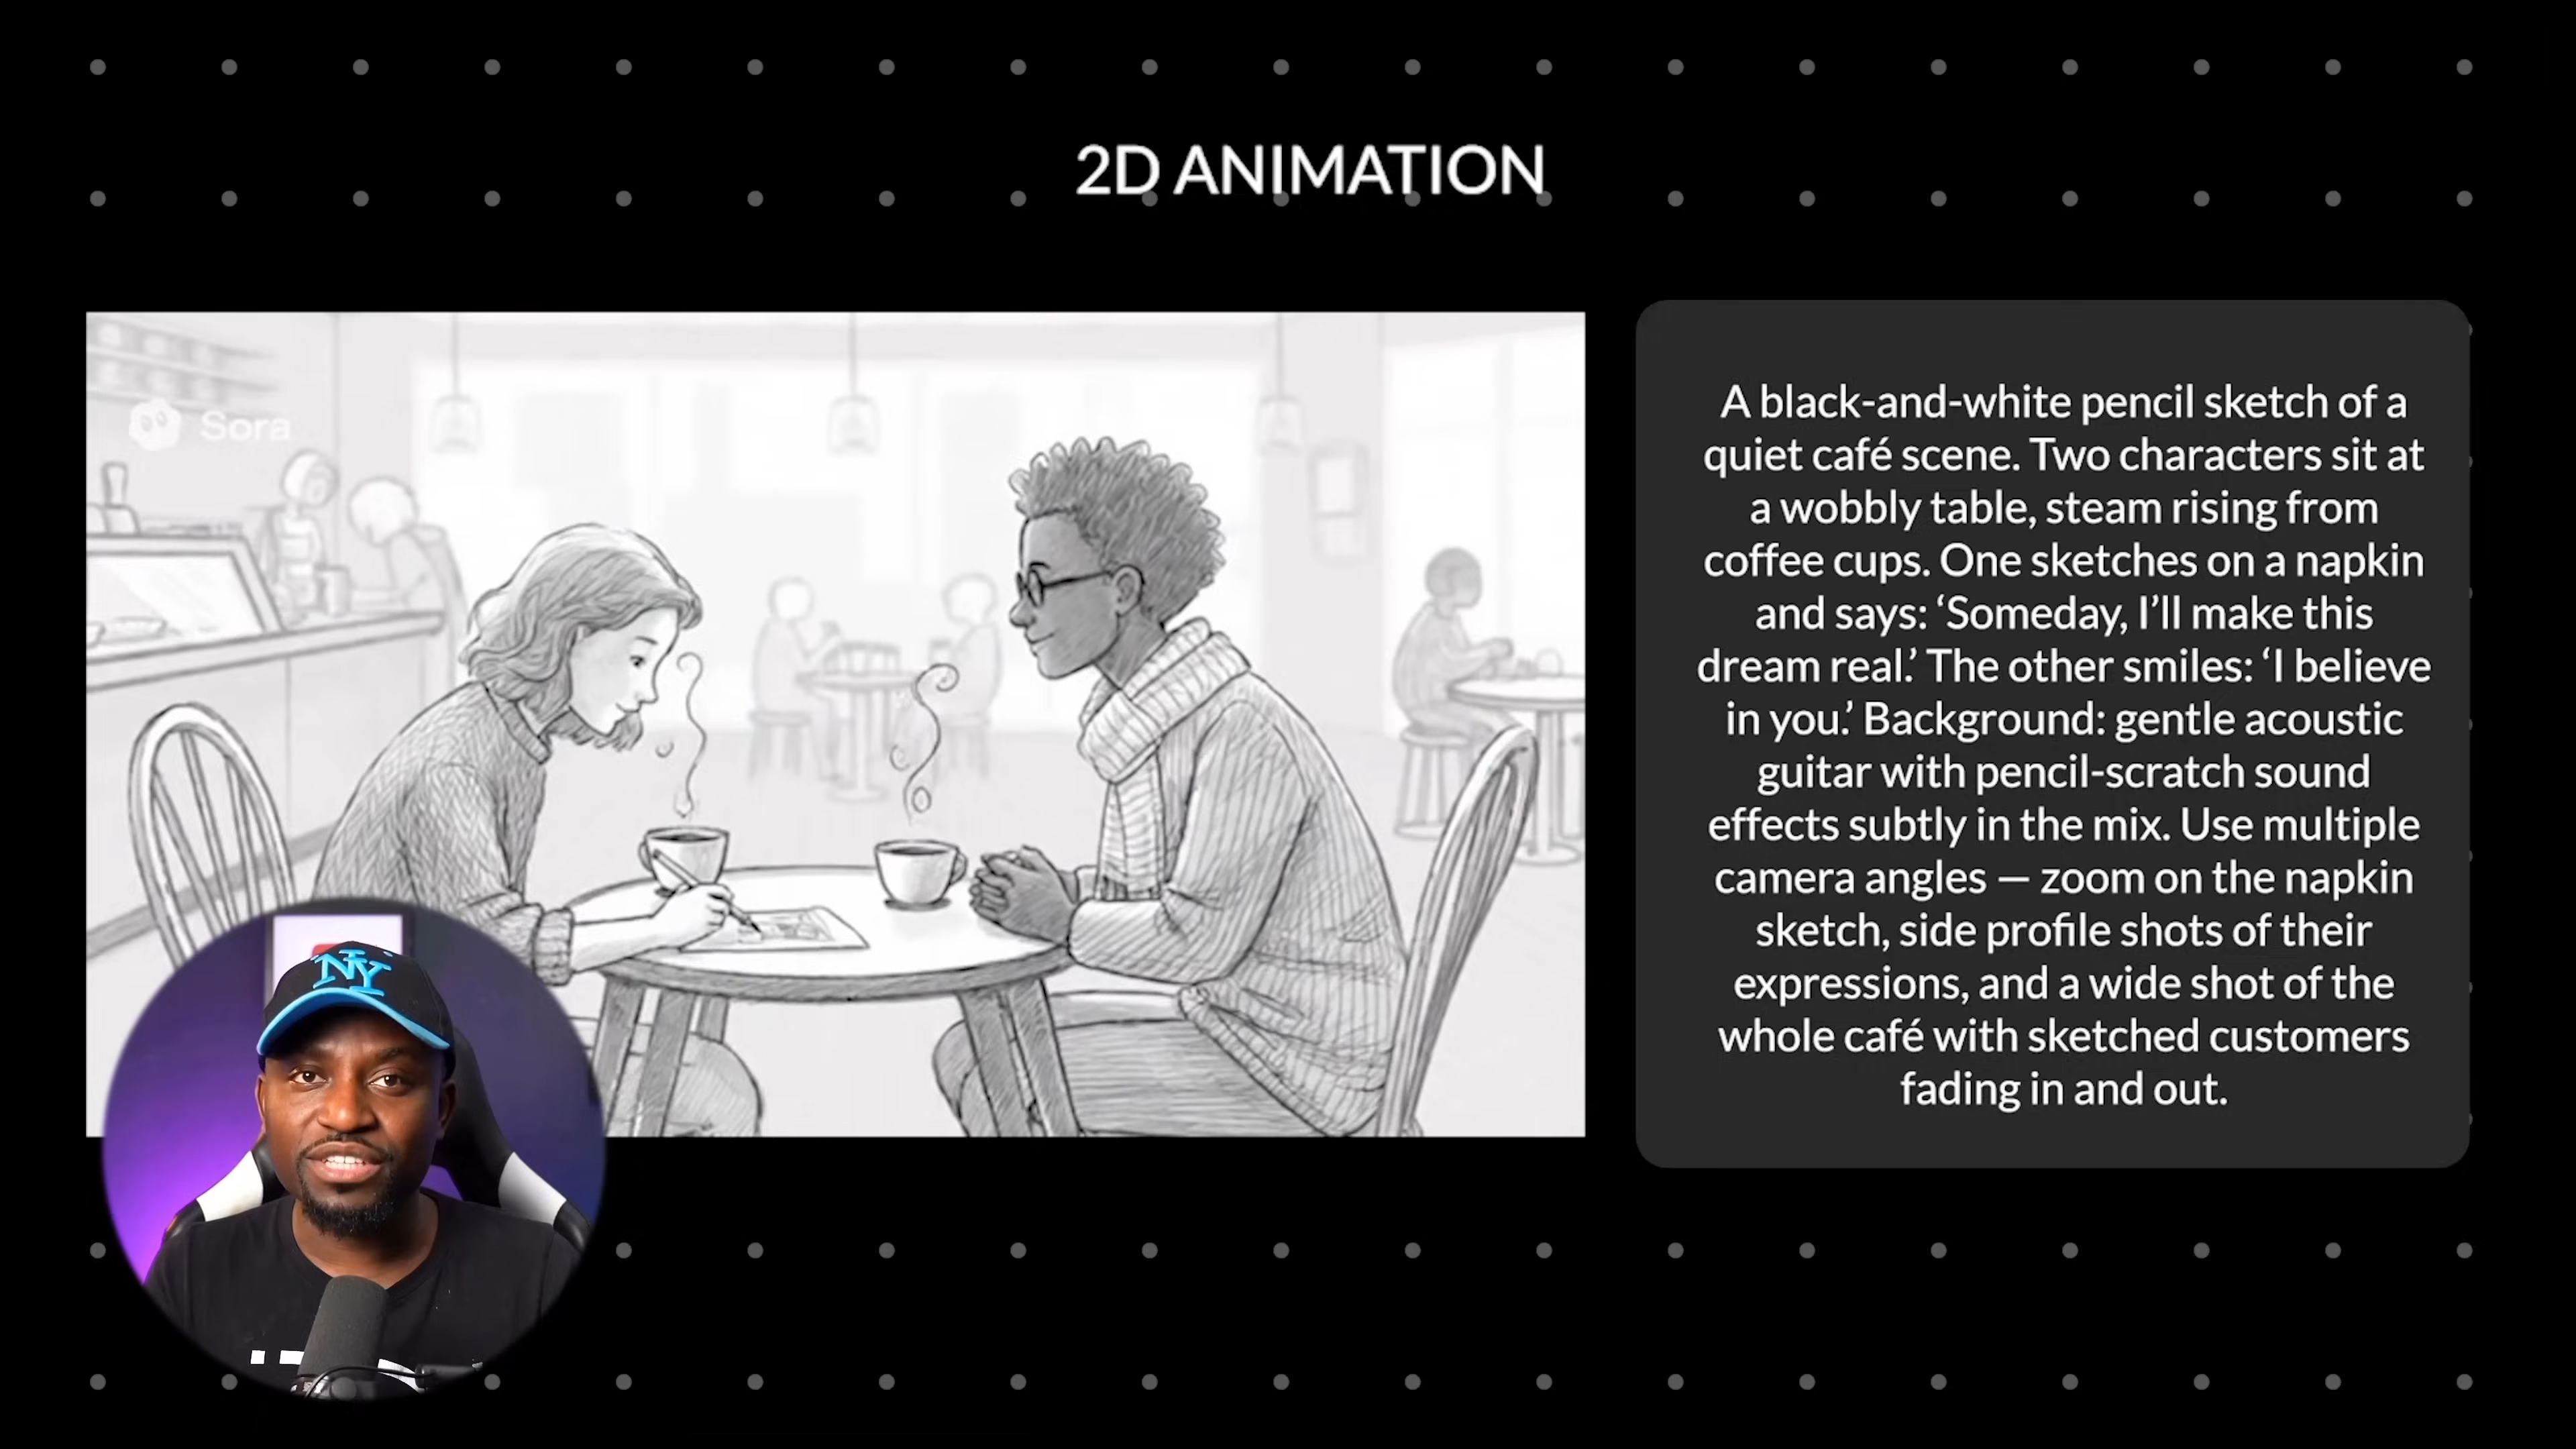 2D ANIMATION
Sora
A black-and-white pencil sketch of a
quiet café scene. Two characters sit at
a wobbly table, steam rising from
coffee cups. One sketches on a napkin
and says: ‘Someday, I’ll make this
dream real.’ The other smiles: ‘I believe
in you.’ Background: gentle acoustic
guitar with pencil-scratch sound
effects subtly in the mix. Use multiple
camera angles — zoom on the napkin
sketch, side profile shots of their
expressions, and a wide shot of the
whole café with sketched customers
fading in and out.
NY